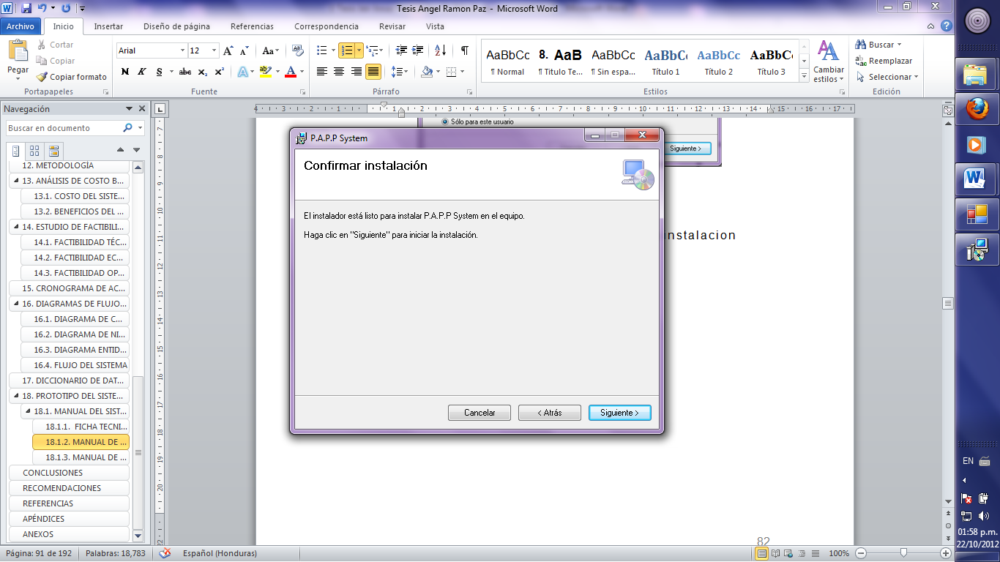 Tesis Angel Ramon Paz - Microsoft Word
Archivo Inicio Insertar Diseño de página Referencias Correspondencia Revisar Vista
Pegar
Cortar
Copiar
Copiar formato
Portapapeles
Arial 12
N K S abc x₂ x²
Fuente
Párrafo
AaBbCc 8. AaB AaBbCc AaBbCc AaBbCc AaBbCc
¶ Normal ¶ Titulo Te... ¶ Sin espa... Título 1 Título 2 Título 3
Cambiar estilos
Estilos
Buscar
Reemplazar
Seleccionar
Edición
Navegación
Buscar en documento
12. METODOLOGÍA
13. ANÁLISIS DE COSTO B...
13.1. COSTO DEL SISTE...
13.2. BENEFICIOS DEL ...
14. ESTUDIO DE FACTIBILI...
14.1. FACTIBILIDAD TÉC...
14.2. FACTIBILIDAD EC...
14.3. FACTIBILIDAD OP...
15. CRONOGRAMA DE AC...
16. DIAGRAMAS DE FLUJO...
16.1. DIAGRAMA DE C...
16.2. DIAGRAMA DE NI...
16.3. DIAGRAMA ENTID...
16.4. FLUJO DEL SISTEMA
17. DICCIONARIO DE DAT...
18. PROTOTIPO DEL SISTE...
18.1. MANUAL DEL SIST...
18.1.1. FICHA TECNI...
18.1.2. MANUAL DE ...
18.1.3. MANUAL DE ...
CONCLUSIONES
RECOMENDACIONES
REFERENCIAS
APÉNDICES
ANEXOS
Sólo para este usuario
Siguiente >
P.A.P.P System
Confirmar instalación
El instalador está listo para instalar P.A.P.P System en el equipo.
Haga clic en "Siguiente" para iniciar la instalación.
Cancelar < Atrás Siguiente >
instalacion
82
EN
01:58 p.m.
22/10/2012
Página: 91 de 192 Palabras: 18,783 Español (Honduras) 100%